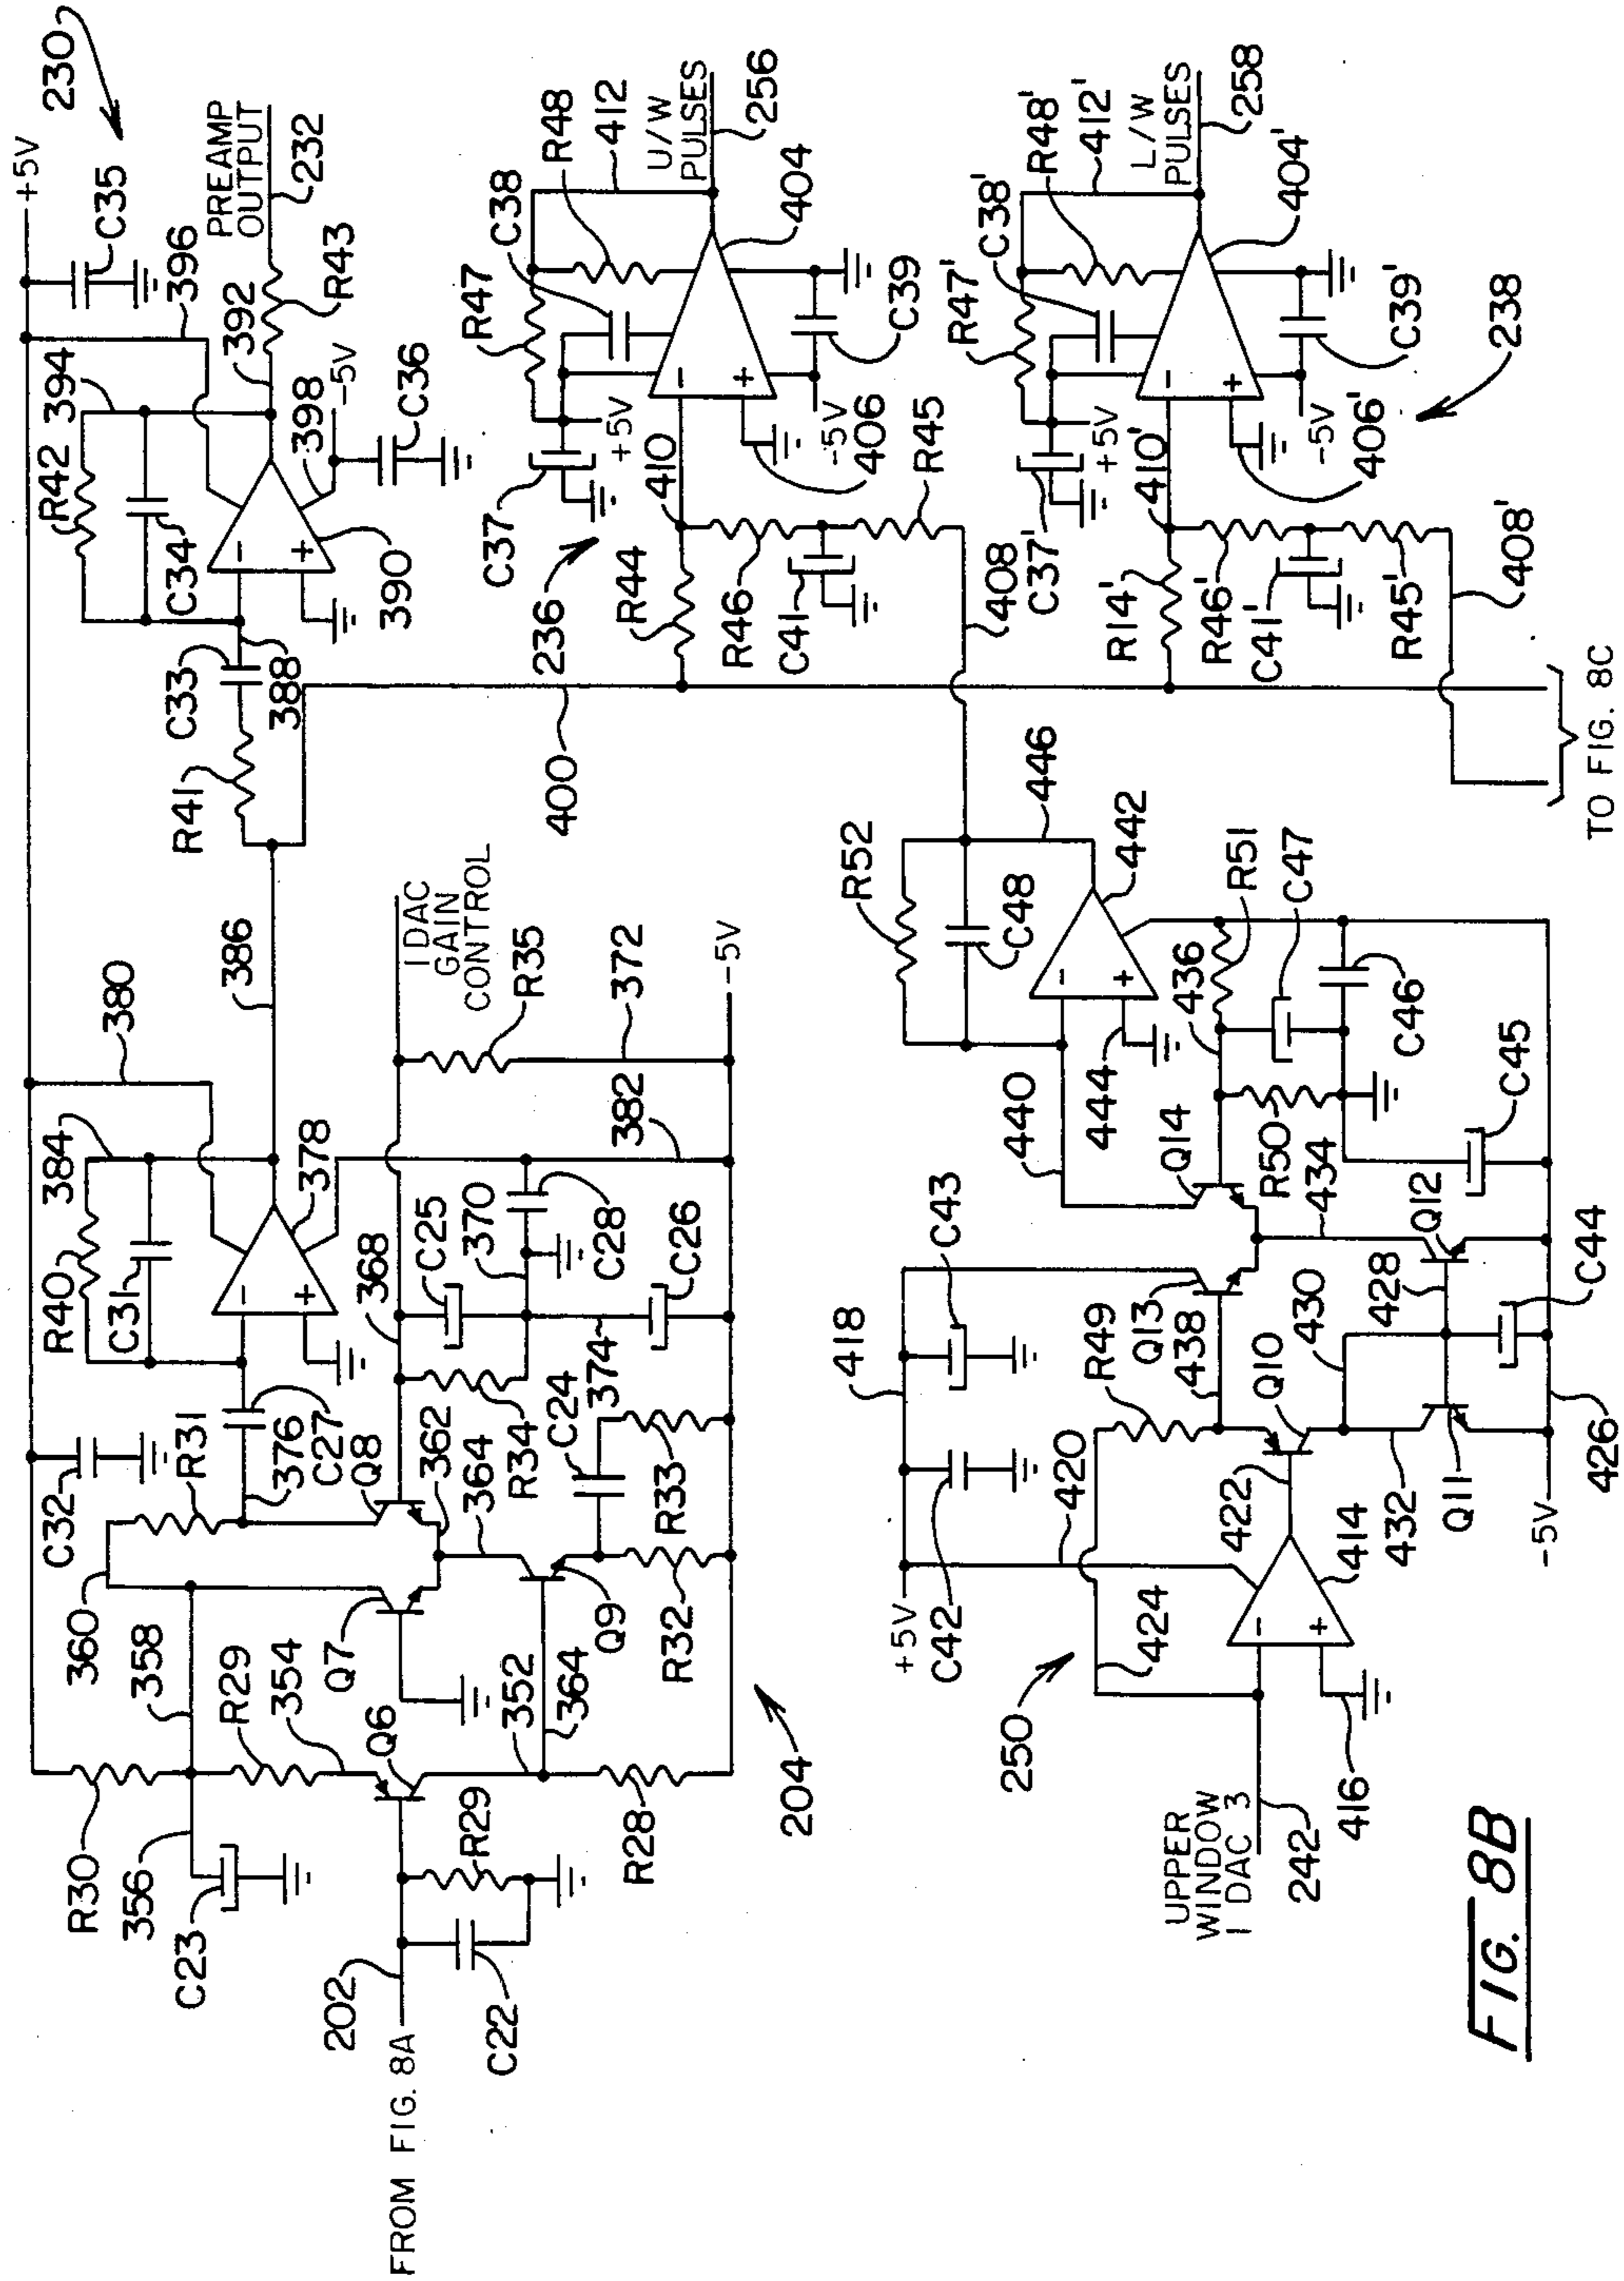 +5V
230
C35
PREAMP
OUTPUT
232
R43
396
392
394
398
-5V
C36
R42
C34
390
C33
388
R41
400
380
386
384
378
R40
C31
C32
R31
376
C27
Q8
360
358
R30
356
C23
R29
354
Q6
Q7
202
FROM FIG. 8A
C22
R29
R28
352
364
362
364
Q9
R32
R33
C24
R34
374
368
370
C25
C28
C26
382
372
R35
-5V
I DAC
GAIN
CONTROL
204
C37
236
R47
C38
R48
412
U/W
PULSES
256
404
+5V
-5V
C39
406
410
R44
R46
C41
R45
408
C37'
R47'
C38'
R48'
412'
L/W
PULSES
258
404'
+5V
-5V
C39'
406'
410'
238
R14'
R46'
C41'
R45'
408'
TO FIG. 8C
250
UPPER
WINDOW
I DAC 3
242
416
414
424
420
422
+5V
C42
418
C43
R49
438
Q13
Q10
430
432
Q11
428
Q12
434
C44
C45
-5V
426
440
444
Q14
R50
436
R51
C47
C46
R52
C48
442
446
FIG. 8B